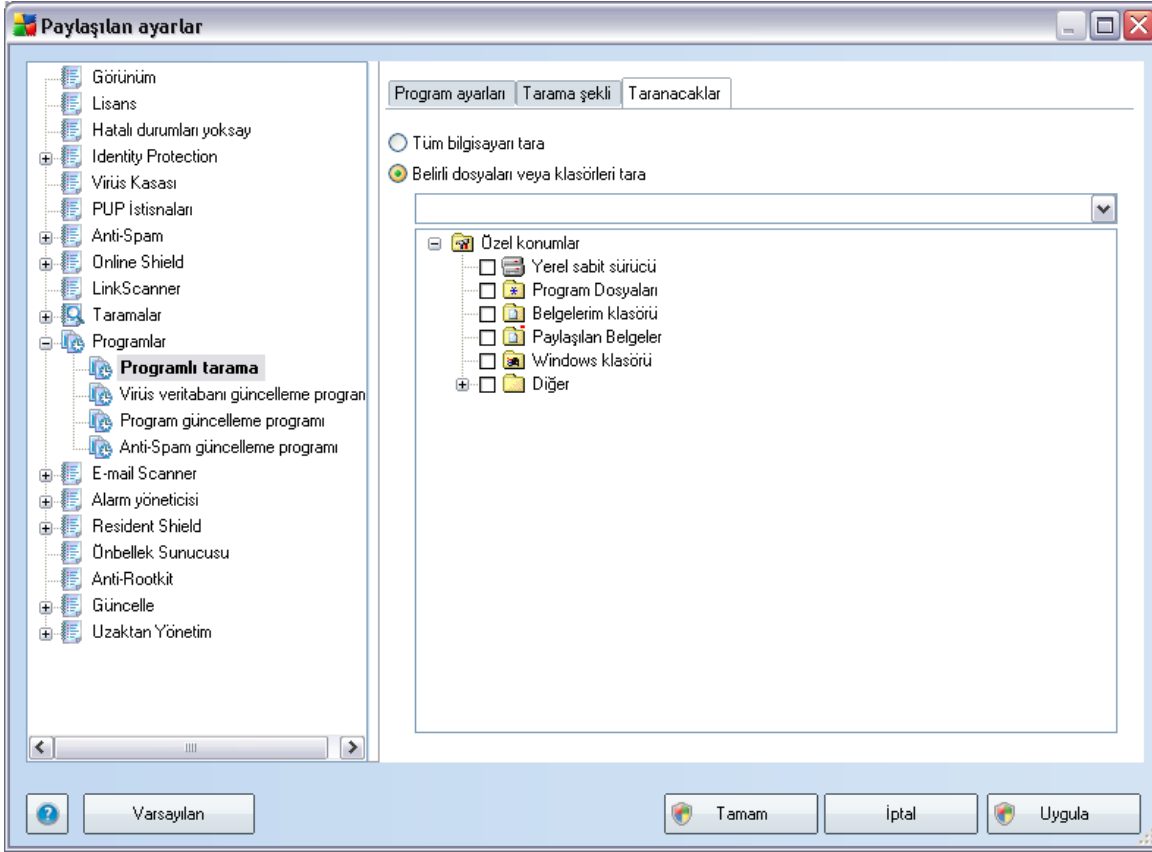 Paylaşılan ayarlar
Görünüm
Lisans
Hatalı durumları yoksay
Identity Protection
Virüs Kasası
PUP İstisnaları
Anti-Spam
Online Shield
LinkScanner
Taramalar
Programlar
Programlı tarama
Virüs veritabanı güncelleme progran
Program güncelleme programı
Anti-Spam güncelleme programı
E-mail Scanner
Alarm yöneticisi
Resident Shield
Önbellek Sunucusu
Anti-Rootkit
Güncelle
Uzaktan Yönetim
Program ayarları Tarama şekli Taranacaklar
Tüm bilgisayarı tara
Belirli dosyaları veya klasörleri tara
Özel konumlar
Yerel sabit sürücü
Program Dosyaları
Belgelerim klasörü
Paylaşılan Belgeler
Windows klasörü
Diğer
Varsayılan Tamam İptal Uygula